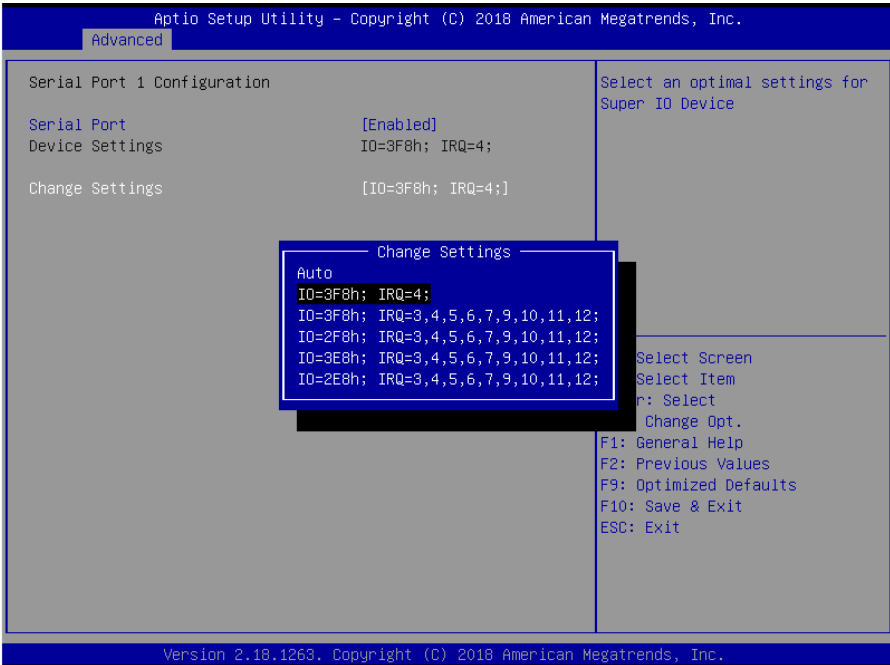 Aptio Setup Utility – Copyright (C) 2018 American Megatrends, Inc.
Advanced
Serial Port 1 Configuration
Serial Port [Enabled]
Device Settings IO=3F8h; IRQ=4;
Change Settings [IO=3F8h; IRQ=4;]
Select an optimal settings for
Super IO Device
Change Settings
Auto
IO=3F8h; IRQ=4;
IO=3F8h; IRQ=3,4,5,6,7,9,10,11,12;
IO=2F8h; IRQ=3,4,5,6,7,9,10,11,12;
IO=3E8h; IRQ=3,4,5,6,7,9,10,11,12;
IO=2E8h; IRQ=3,4,5,6,7,9,10,11,12;
Select Screen
Select Item
r: Select
Change Opt.
F1: General Help
F2: Previous Values
F9: Optimized Defaults
F10: Save & Exit
ESC: Exit
Version 2.18.1263. Copyright (C) 2018 American Megatrends, Inc.